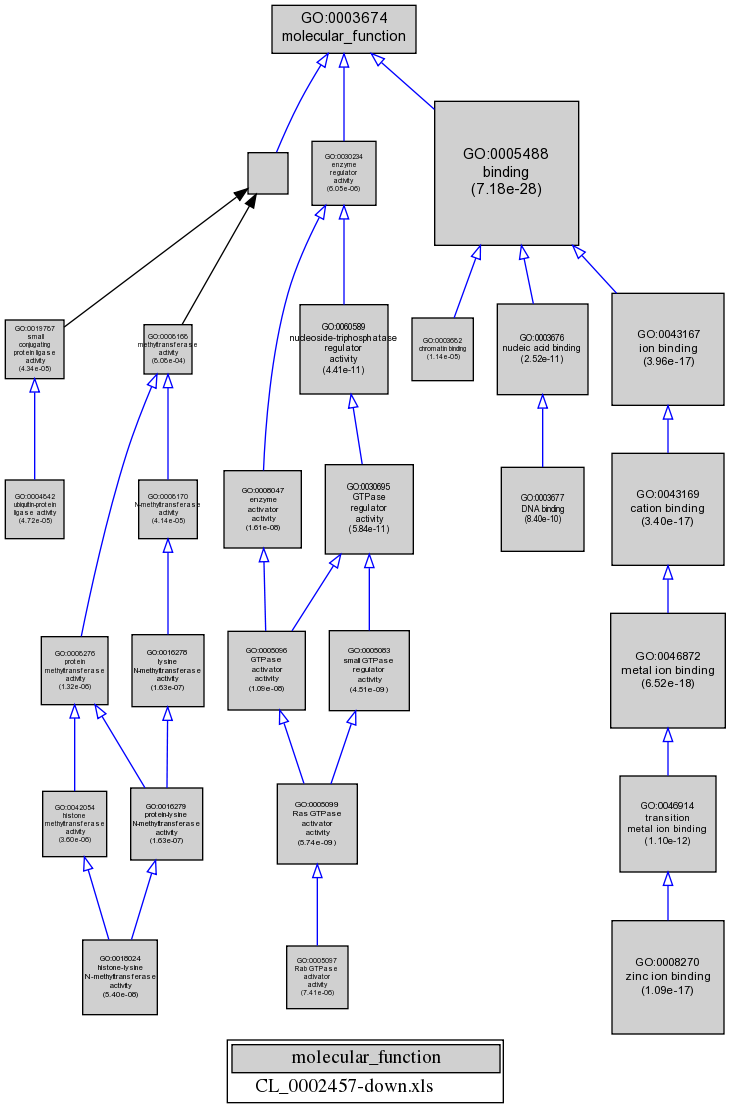 GO:0003674
molecular_function
GO:0030234
enzyme
regulator
activity
(6.05e-06)
GO:0005488
binding
(7.18e-28)
GO:0019787
small
conjugating
protein ligase
activity
(4.34e-05)
GO:0008168
methyltransferase
activity
(6.06e-04)
GO:0060589
nucleoside-triphosphatase
regulator
activity
(4.41e-11)
GO:0003682
chromatin binding
(1.14e-05)
GO:0003676
nucleic acid binding
(2.52e-11)
GO:0043167
ion binding
(3.96e-17)
GO:0004842
ubiquitin-protein
ligase activity
(4.72e-05)
GO:0008170
N-methyltransferase
activity
(4.14e-05)
GO:0008047
enzyme
activator
activity
(1.61e-08)
GO:0030695
GTPase
regulator
activity
(5.84e-11)
GO:0003677
DNA binding
(8.40e-10)
GO:0043169
cation binding
(3.40e-17)
GO:0008276
protein
methyltransferase
activity
(1.32e-06)
GO:0016278
lysine
N-methyltransferase
activity
(1.63e-07)
GO:0005096
GTPase
activator
activity
(1.09e-08)
GO:0005083
small GTPase
regulator
activity
(4.51e-09)
GO:0046872
metal ion binding
(6.52e-18)
GO:0042054
histone
methyltransferase
activity
(3.60e-06)
GO:0016279
protein-lysine
N-methyltransferase
activity
(1.63e-07)
GO:0005099
Ras GTPase
activator
activity
(5.74e-09)
GO:0046914
transition
metal ion binding
(1.10e-12)
GO:0018024
histone-lysine
N-methyltransferase
activity
(5.40e-08)
GO:0005097
Rab GTPase
activator
activity
(7.41e-06)
GO:0008270
zinc ion binding
(1.09e-17)
molecular_function
CL_0002457-down.xls